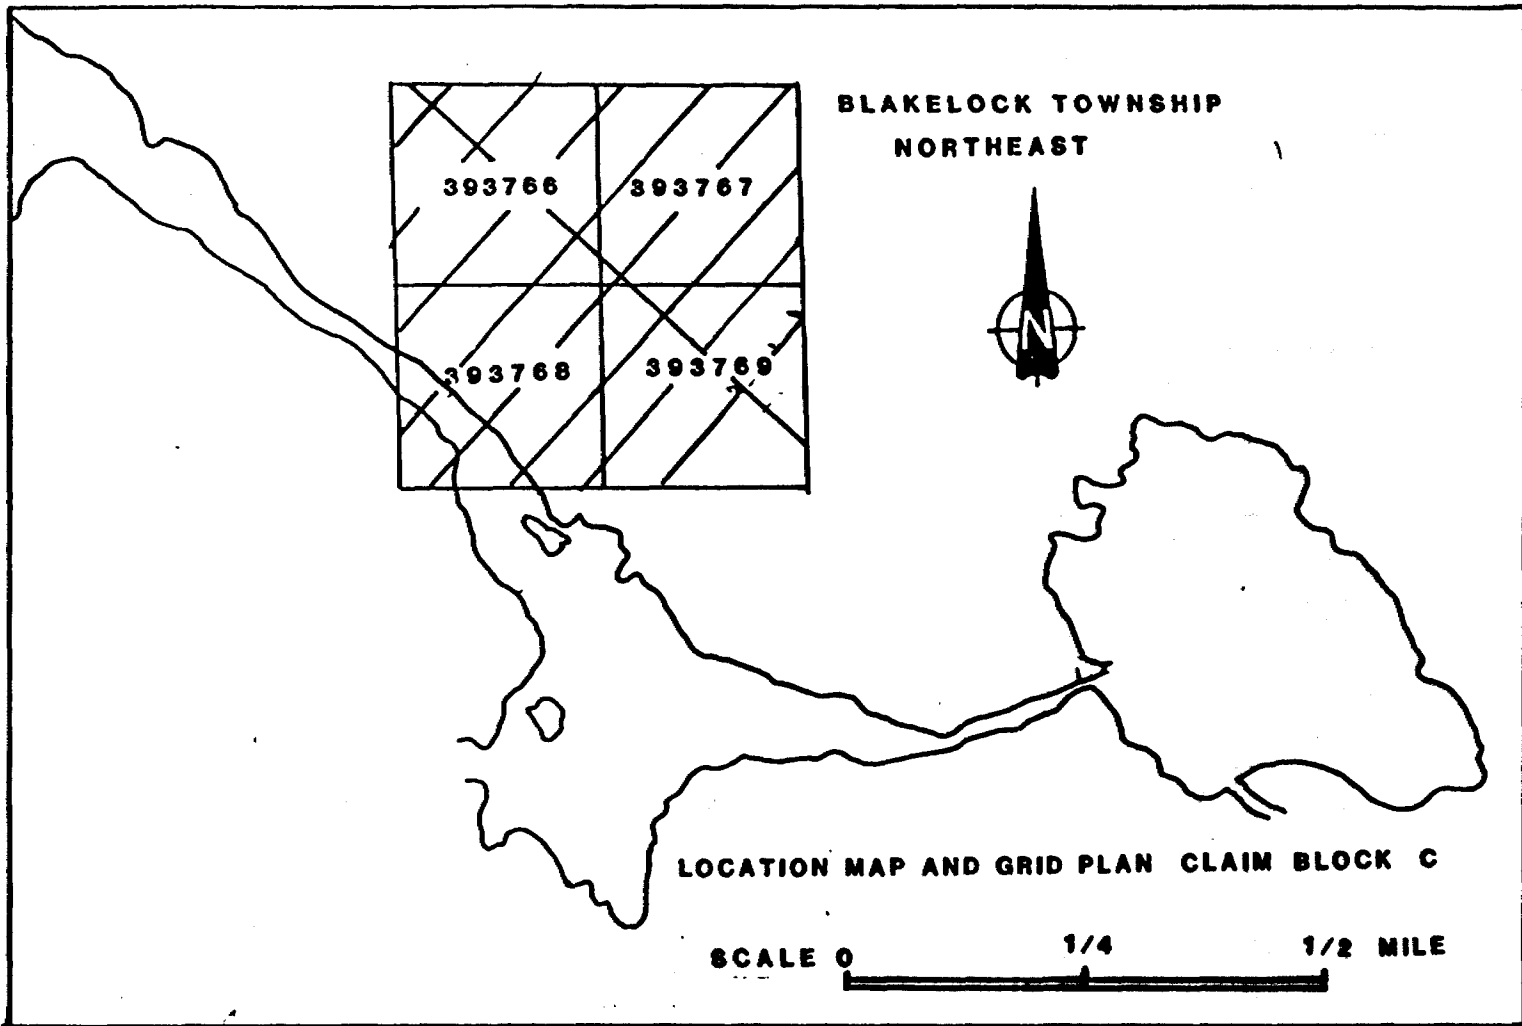 BLAKELOCK TOWNSHIP
NORTHEAST
393766 393767
N
393768 393769
LOCATION MAP AND GRID PLAN CLAIM BLOCK C
SCALE 0 1/4 1/2 MILE